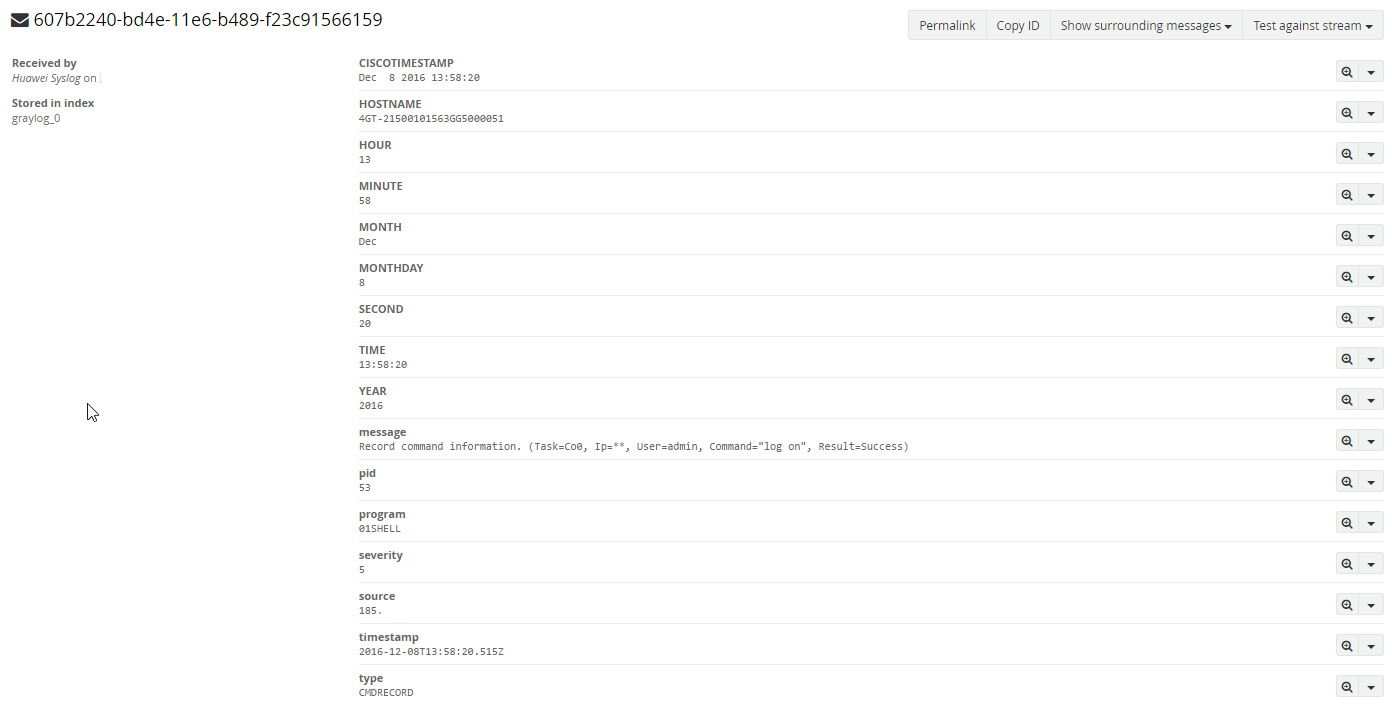 607b2240-bd4e-11e6-b489-f23c91566159
Permalink
Copy ID
Show surrounding messages
Test against stream
Received by
Huawei Syslog on
Stored in index
graylog_0
CISCOTIMESTAMP
Dec  8 2016 13:58:20
HOSTNAME
4GT-21500101563GG5000051
HOUR
13
MINUTE
58
MONTH
Dec
MONTHDAY
8
SECOND
20
TIME
13:58:20
YEAR
2016
message
Record command information. (Task=Co0, Ip=**, User=admin, Command="log on", Result=Success)
pid
53
program
01SHELL
severity
5
source
185.
timestamp
2016-12-08T13:58:20.515Z
type
CMDRECORD